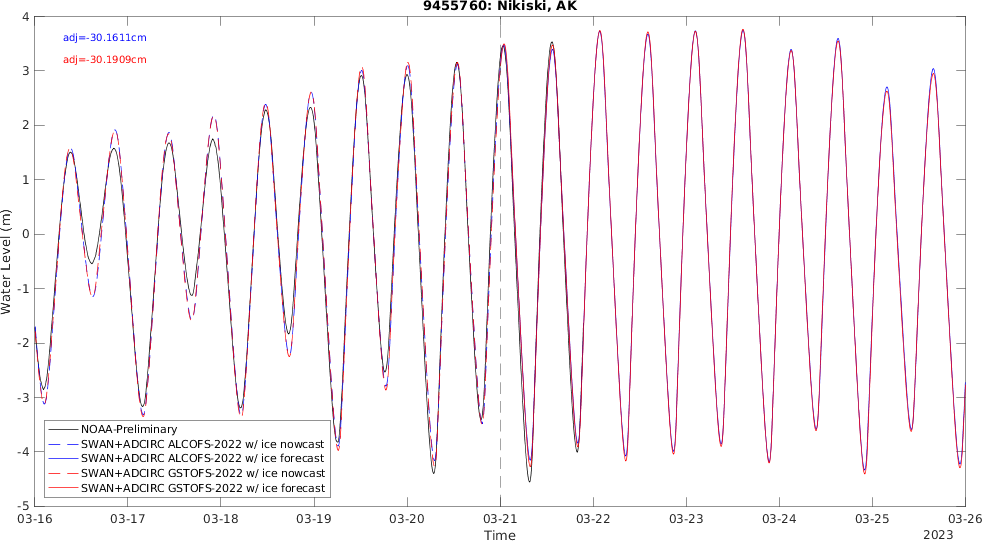 9455760: Nikiski, AK
adj=-30.1611cm
adj=-30.1909cm
4
3
2
1
0
-1
-2
-3
-4
-5
Water Level (m)
NOAA-Preliminary
SWAN+ADCIRC ALCOFS-2022 w/ ice nowcast
SWAN+ADCIRC ALCOFS-2022 w/ ice forecast
SWAN+ADCIRC GSTOFS-2022 w/ ice nowcast
SWAN+ADCIRC GSTOFS-2022 w/ ice forecast
03-16 03-17 03-18 03-19 03-20 03-21 03-22 03-23 03-24 03-25 03-26
Time
2023